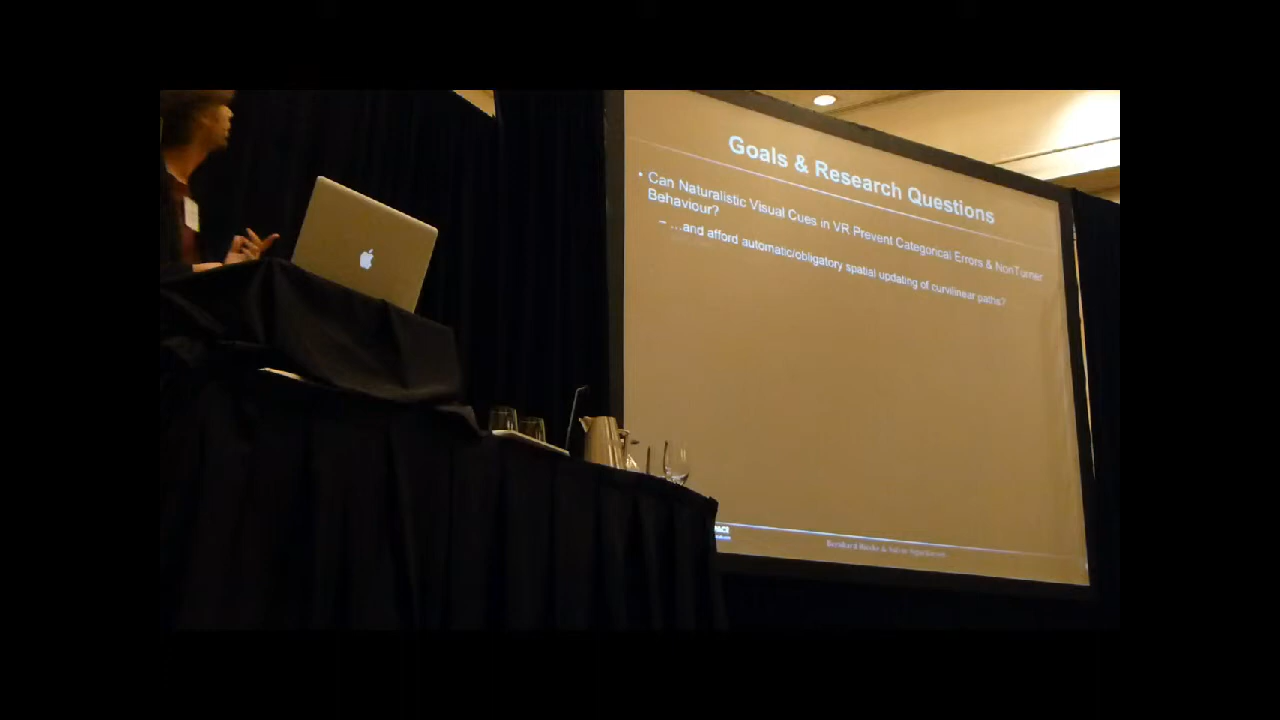 Goals & Research Questions
• Can Naturalistic Visual Cues in VR Prevent Categorical Errors & NonTurner
Behaviour?
– ...and afford automatic/obligatory spatial updating of curvilinear paths?
Bernhard